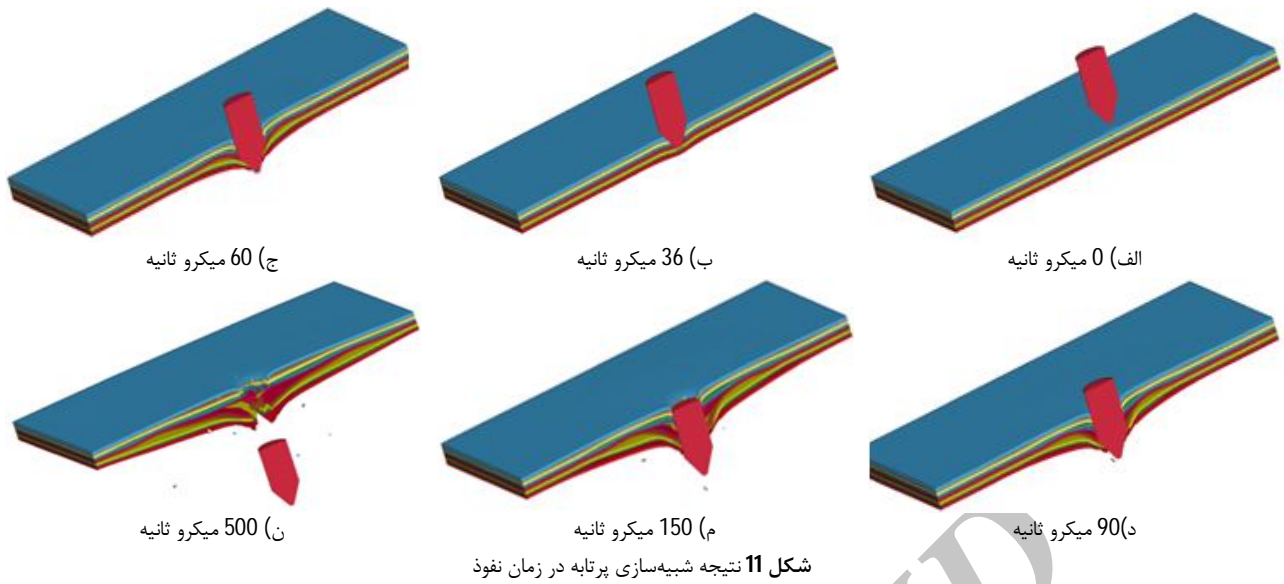 الف) 0 میکرو ثانیه
ب) 36 میکرو ثانیه
ج) 60 میکرو ثانیه
د)90 میکرو ثانیه
م) 150 میکرو ثانیه
ن) 500 میکرو ثانیه
شکل 11 نتیجه شبیه‌سازی پرتابه در زمان نفوذ